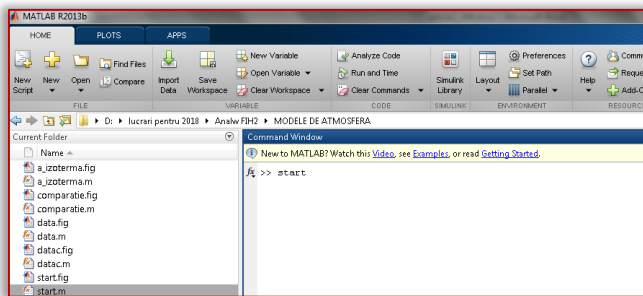 MATLAB R2013b
HOME PLOTS APPS
New Script New Open Find Files Compare Import Data Save Workspace New Variable Open Variable Clear Workspace Analyze Code Run and Time Clear Commands Simulink Library Layout Preferences Set Path Parallel Help
FILE VARIABLE CODE SIMULINK ENVIRONMENT
D: lucrari pentru 2018 Analw FIH2 MODELE DE ATMOSFERA
Current Folder Command Window
Name New to MATLAB? Watch this Video, see Examples, or read Getting Started.
a_izoterma.fig fx >> start
a_izoterma.m
comparatie.fig
comparatie.m
data.fig
data.m
datac.fig
datac.m
start.fig
start.m